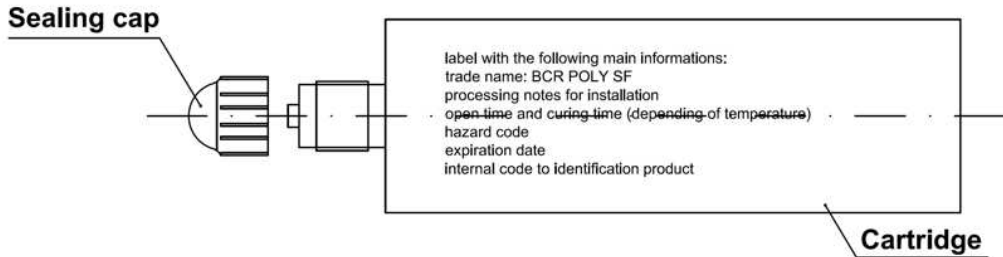 Sealing cap
label with the following main informations:
trade name: BCR POLY SF
processing notes for installation
open time and curing time (depending of temperature)
hazard code
expiration date
internal code to identification product
Cartridge